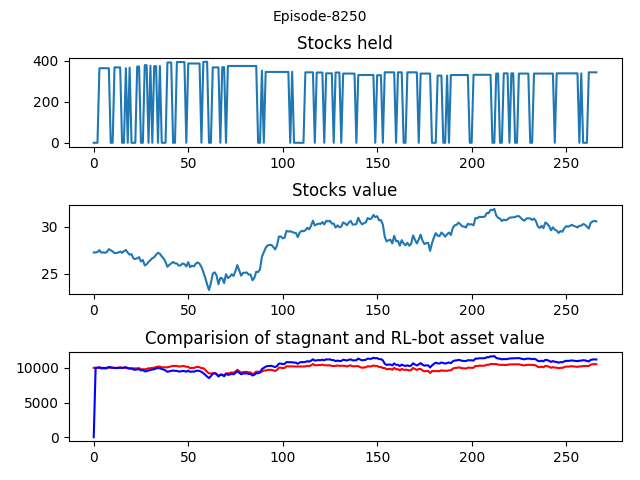 Episode-8250
Stocks held
400
200
0
0 50 100 150 200 250
Stocks value
30
25
0 50 100 150 200 250
Comparision of stagnant and RL-bot asset value
10000
5000
0
0 50 100 150 200 250